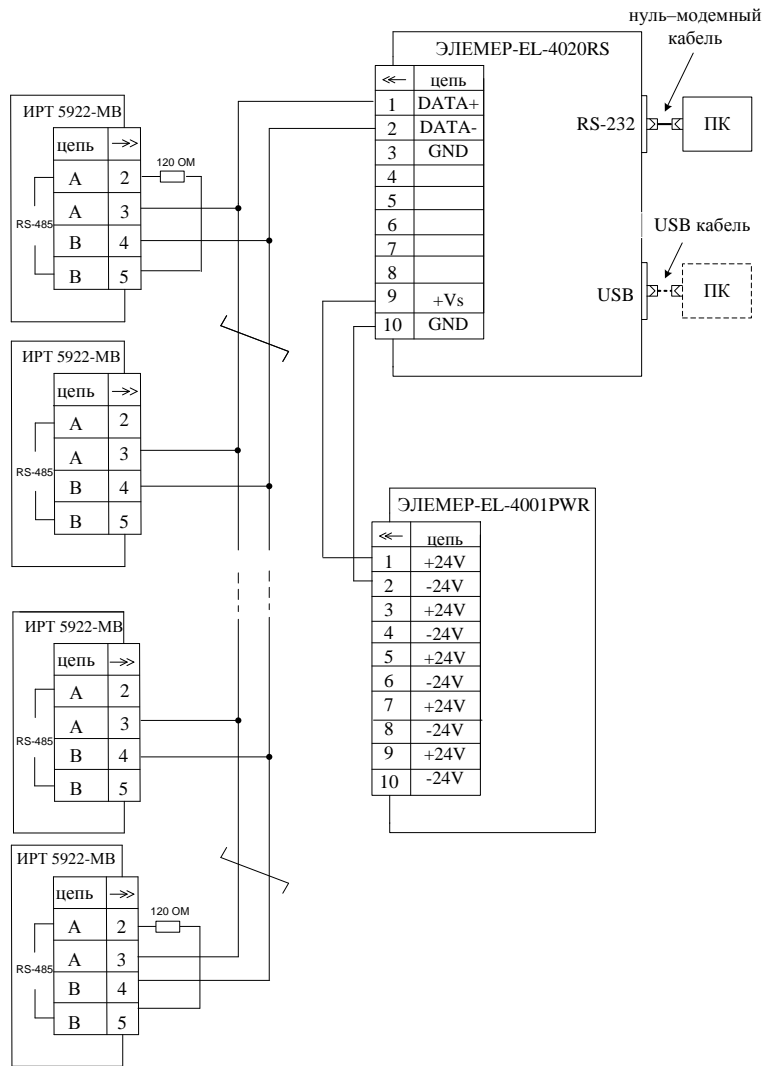 нуль–модемный
кабель
ЭЛЕМЕР-EL-4020RS
цепь
1 DATA+
2 DATA-
3 GND
4
5
6
7
8
9 +Vs
10 GND
RS-232
ПК
USB кабель
USB
ПК
ИРТ 5922-МВ
цепь
120 ОМ
А 2
А 3
RS-485
В 4
В 5
ИРТ 5922-МВ
цепь
А 2
А 3
RS-485
В 4
В 5
ЭЛЕМЕР-EL-4001PWR
цепь
1 +24V
2 -24V
3 +24V
4 -24V
5 +24V
6 -24V
7 +24V
8 -24V
9 +24V
10 -24V
ИРТ 5922-МВ
цепь
А 2
А 3
RS-485
В 4
В 5
ИРТ 5922-МВ
цепь
120 ОМ
А 2
А 3
RS-485
В 4
В 5